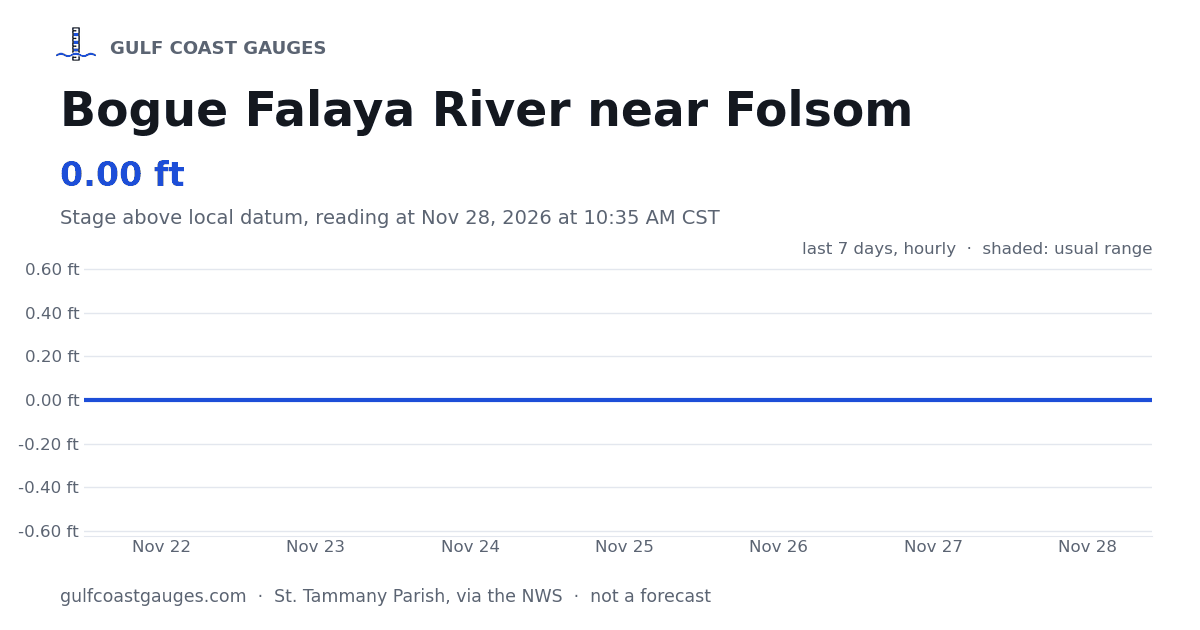 GULF COAST GAUGES
Bogue Falaya River near Folsom
0.00 ft
Stage above local datum, reading at Nov 28, 2026 at 10:35 AM CST
last 7 days, hourly · shaded: usual range
0.60 ft
0.40 ft
0.20 ft
0.00 ft
-0.20 ft
-0.40 ft
-0.60 ft
Nov 22 Nov 23 Nov 24 Nov 25 Nov 26 Nov 27 Nov 28
gulfcoastgauges.com · St. Tammany Parish, via the NWS · not a forecast